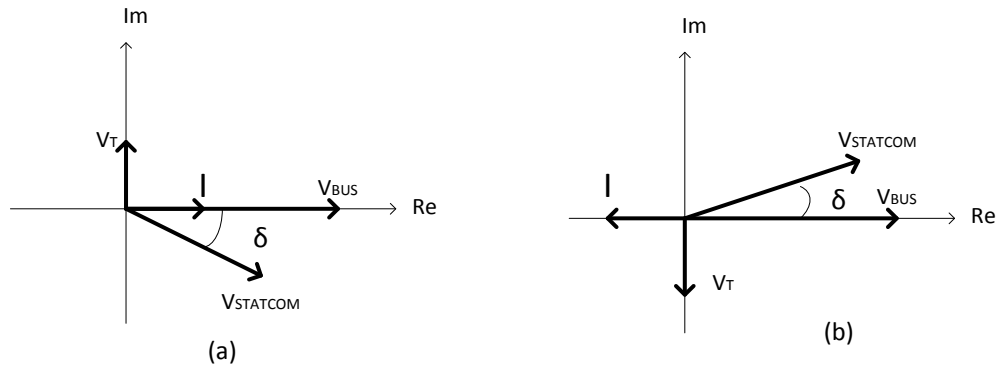 Im
VT
I
VBUS
Re
δ
VSTATCOM
(a)
Im
VSTATCOM
I
δ
VBUS
Re
VT
(b)